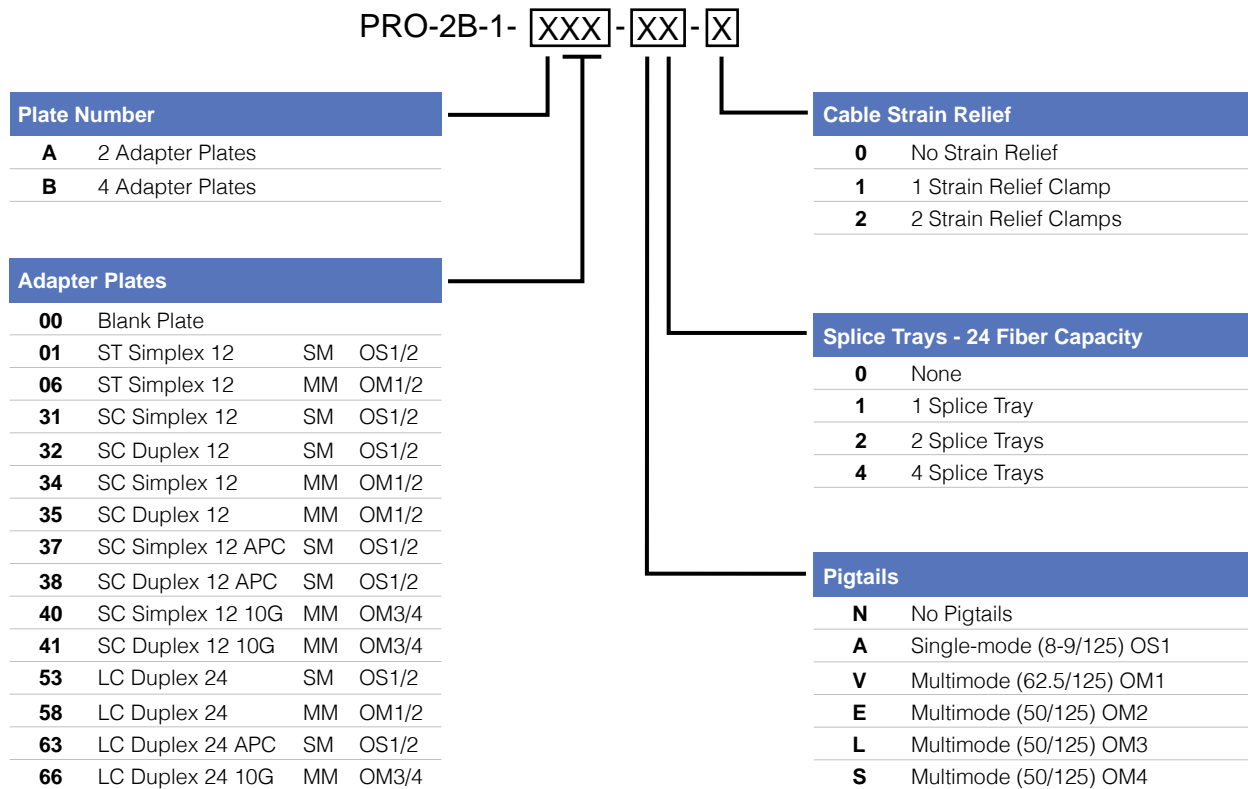 PRO-2B-1- XXX - XX - X
Plate Number
A 2 Adapter Plates
B 4 Adapter Plates
Adapter Plates
00 Blank Plate
01 ST Simplex 12 SM OS1/2
06 ST Simplex 12 MM OM1/2
31 SC Simplex 12 SM OS1/2
32 SC Duplex 12 SM OS1/2
34 SC Simplex 12 MM OM1/2
35 SC Duplex 12 MM OM1/2
37 SC Simplex 12 APC SM OS1/2
38 SC Duplex 12 APC SM OS1/2
40 SC Simplex 12 10G MM OM3/4
41 SC Duplex 12 10G MM OM3/4
53 LC Duplex 24 SM OS1/2
58 LC Duplex 24 MM OM1/2
63 LC Duplex 24 APC SM OS1/2
66 LC Duplex 24 10G MM OM3/4
Cable Strain Relief
0 No Strain Relief
1 1 Strain Relief Clamp
2 2 Strain Relief Clamps
Splice Trays - 24 Fiber Capacity
0 None
1 1 Splice Tray
2 2 Splice Trays
4 4 Splice Trays
Pigtails
N No Pigtails
A Single-mode (8-9/125) OS1
V Multimode (62.5/125) OM1
E Multimode (50/125) OM2
L Multimode (50/125) OM3
S Multimode (50/125) OM4